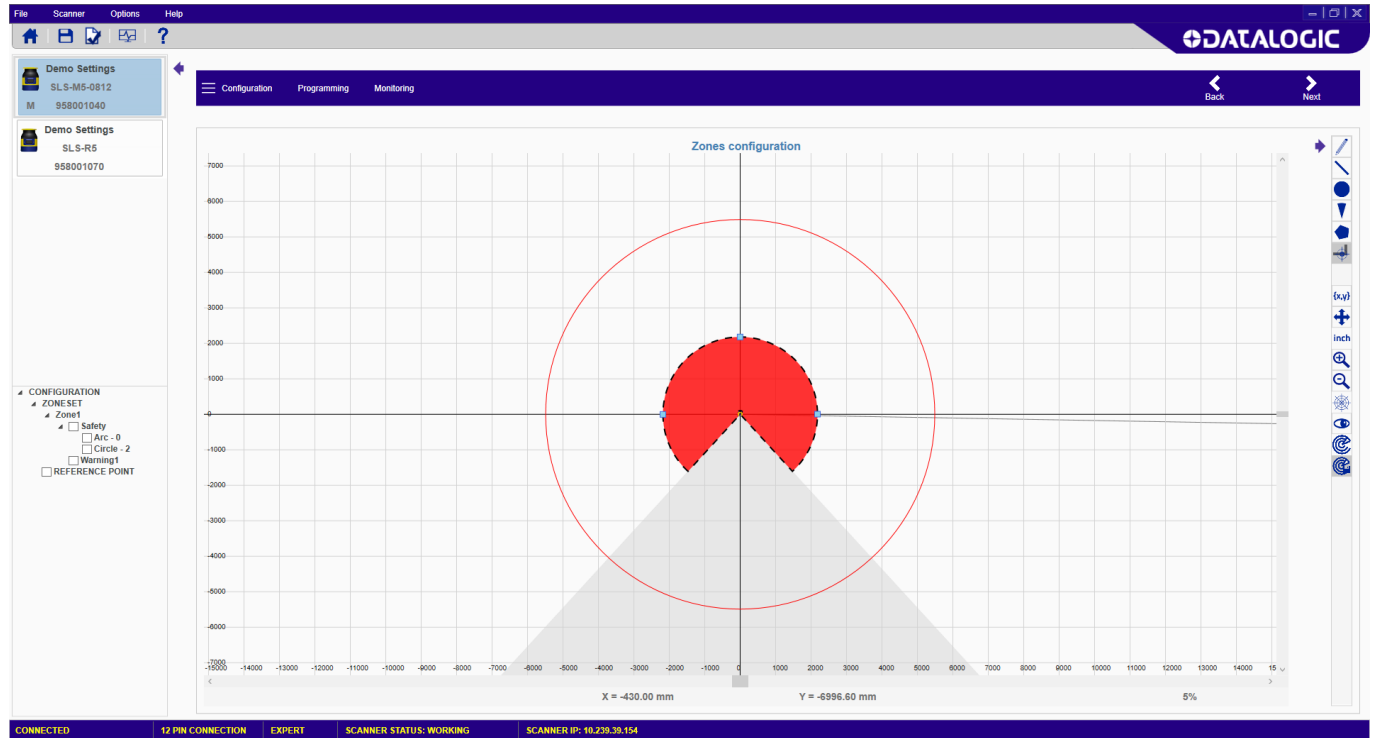 File Scanner Options Help
? DATALOGIC
Demo Settings
SLS-M5-0812
M 958001040
Demo Settings
SLS-R5
958001070
Configuration Programming Monitoring Back Next
Zones configuration
7000
6000
5000
4000
3000
2000
1000
0
-1000
-2000
-3000
-4000
-5000
-6000
-7000
-15000 -14000 -13000 -12000 -11000 -10000 -9000 -8000 -7000 -6000 -5000 -4000 -3000 -2000 -1000 0 1000 2000 3000 4000 5000 6000 7000 8000 9000 10000 11000 12000 13000 14000 15
X = -430.00 mm Y = -6996.60 mm 5%
{x,y}
inch
CONFIGURATION
ZONESET
Zone1
Safety
Arc - 0
Circle - 2
Warning1
REFERENCE POINT
CONNECTED 12 PIN CONNECTION EXPERT SCANNER STATUS: WORKING SCANNER IP: 10.239.39.154